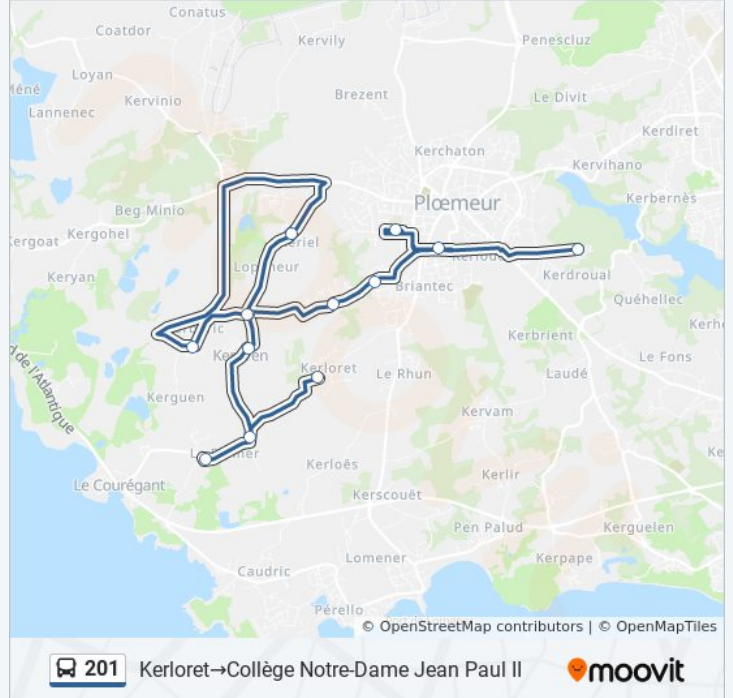 Conatus
Coatdor
Kervily
Penescluz
Loyan
Kervinio
Brezent
Le Divit
Lannenec
Kerdiret
Kerchaton
Kervihano
Kerbernès
Beg Minio
Plœmeur
Kergohel
Keryan
Kerdroual
Briantec
Quéhellec
Kerbrient
Le Fons
Kerloret
Le Rhun
Laudé
Kerguen
Kervam
d de l'Atlantique
Kerloës
Kerlir
Le Courégant
Kerscouët
Pen Palud
Kerguelen
Lomener
Kerpape
Caudric
Pérello
© OpenStreetMap contributors | © OpenMapTiles
201 Kerloret→Collège Notre-Dame Jean Paul II moovit